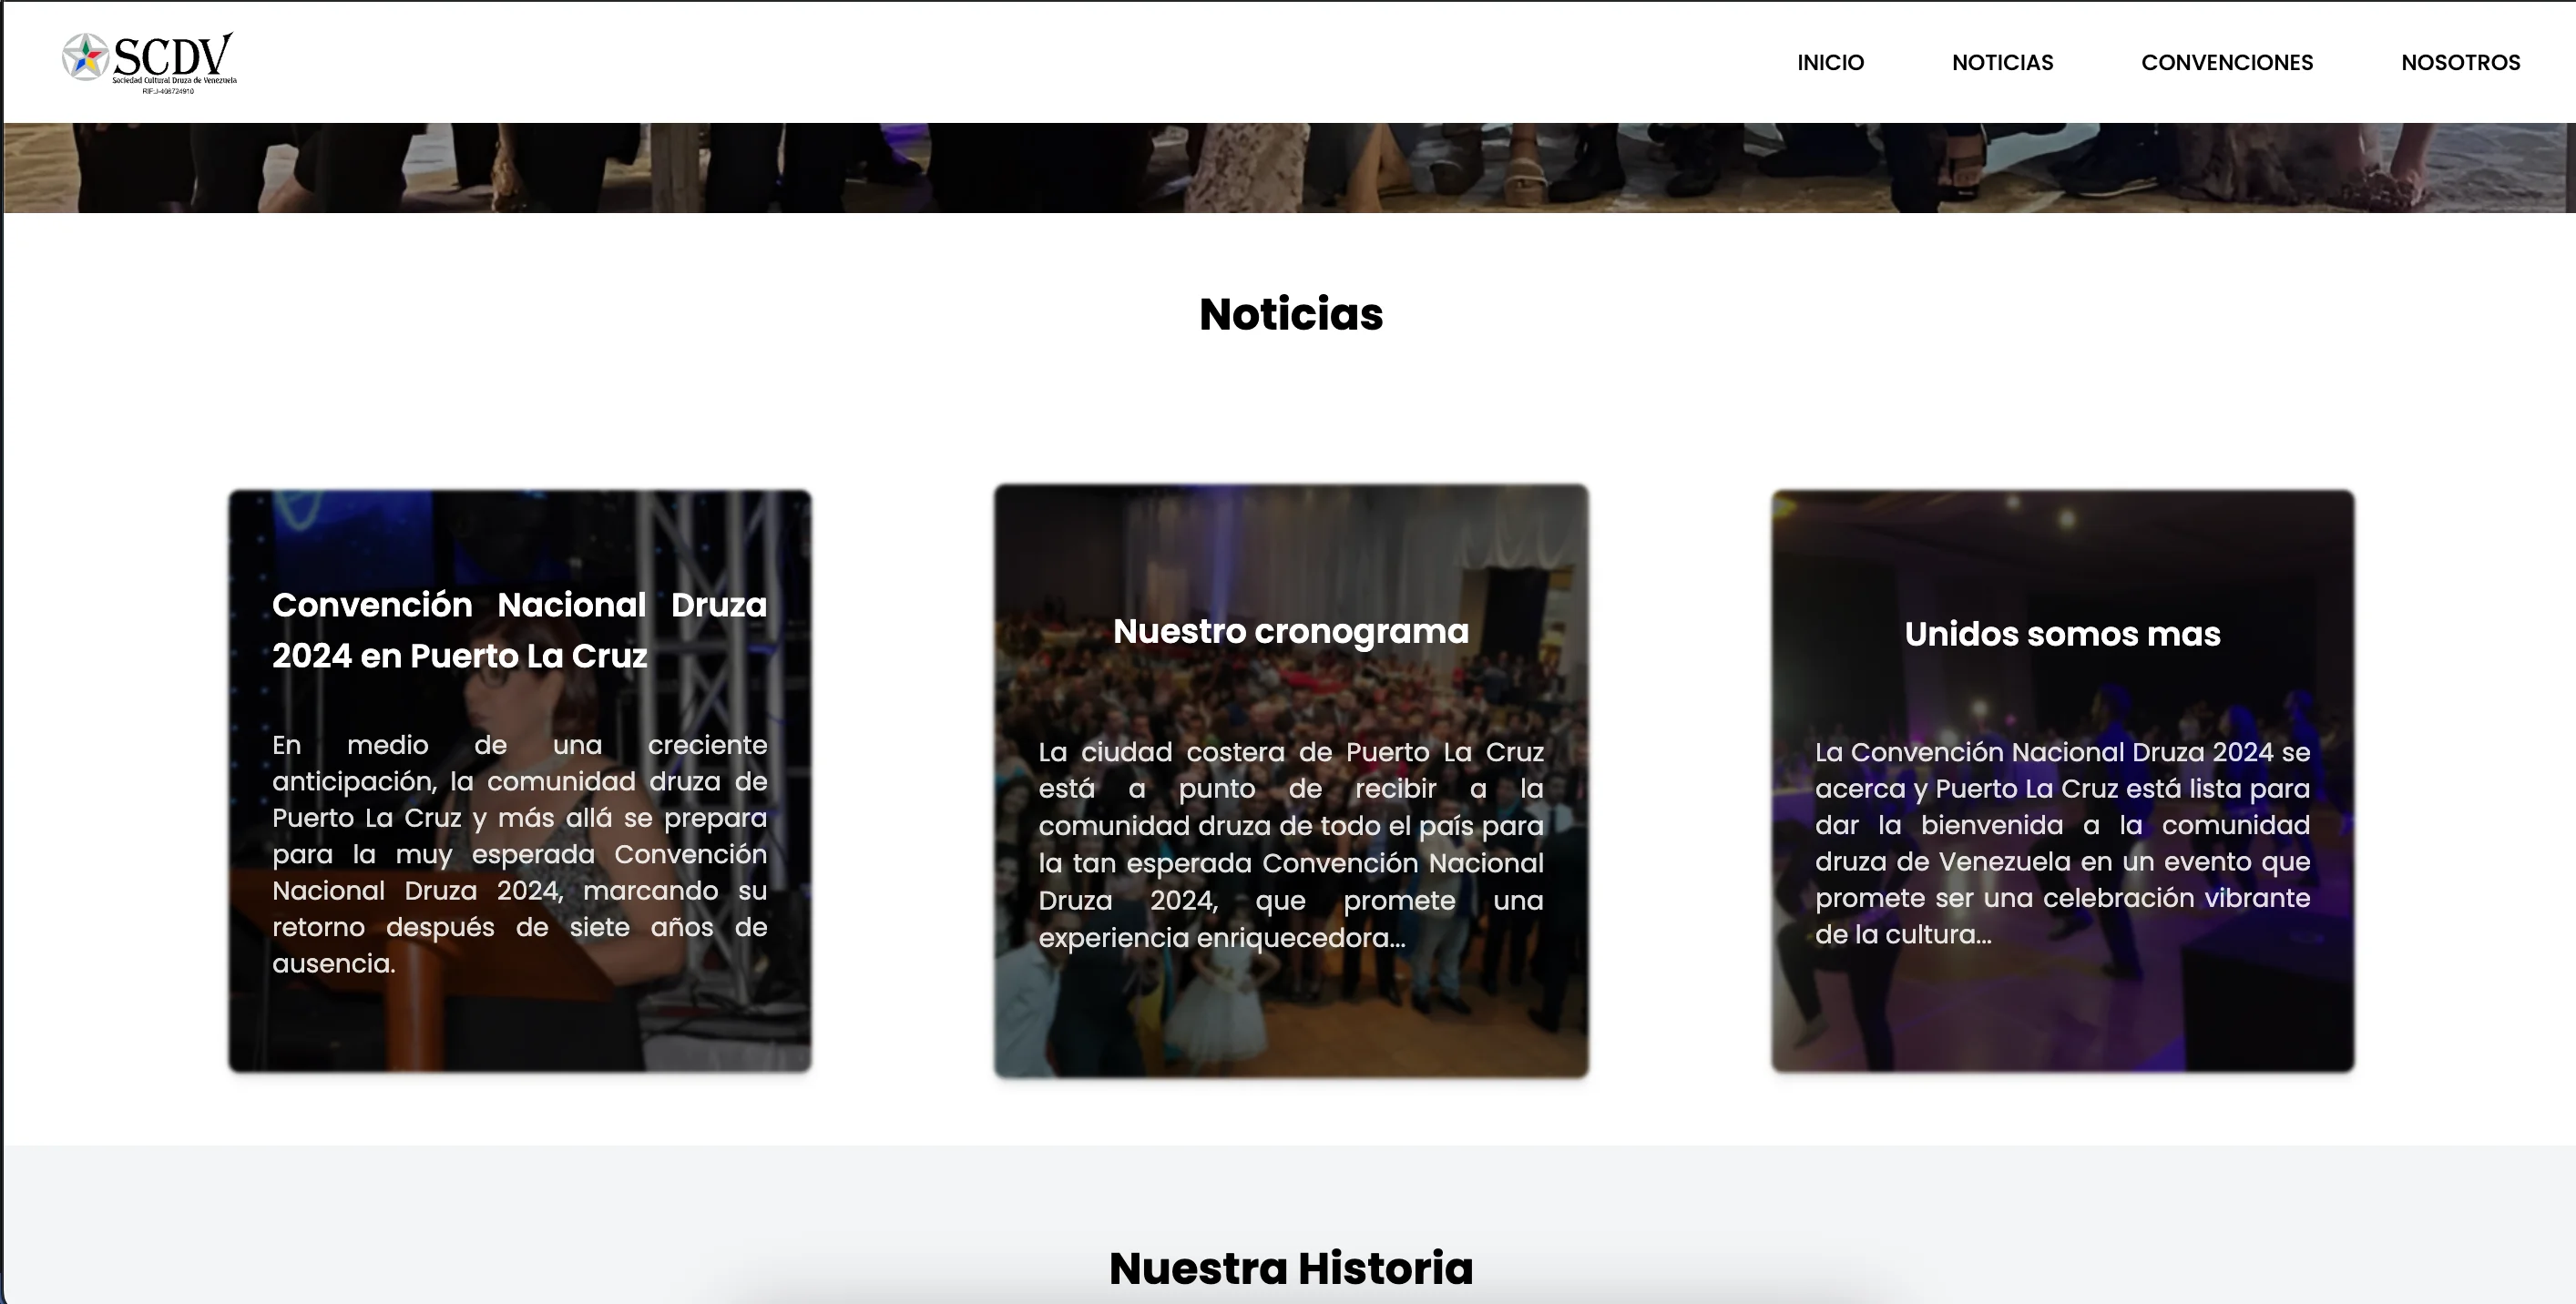 SCDV
Sociedad Cultural Druza de Venezuela
RIF:J-408724910
INICIO
NOTICIAS
CONVENCIONES
NOSOTROS
Noticias
Convención Nacional Druza
2024 en Puerto La Cruz
En medio de una creciente
anticipación, la comunidad druza de
Puerto La Cruz y más allá se prepara
para la muy esperada Convención
Nacional Druza 2024, marcando su
retorno después de siete años de
ausencia.
Nuestro cronograma
La ciudad costera de Puerto La Cruz
está a punto de recibir a la
comunidad druza de todo el país para
la tan esperada Convención Nacional
Druza 2024, que promete una
experiencia enriquecedora...
Unidos somos mas
La Convención Nacional Druza 2024 se
acerca y Puerto La Cruz está lista para
dar la bienvenida a la comunidad
druza de Venezuela en un evento que
promete ser una celebración vibrante
de la cultura...
Nuestra Historia